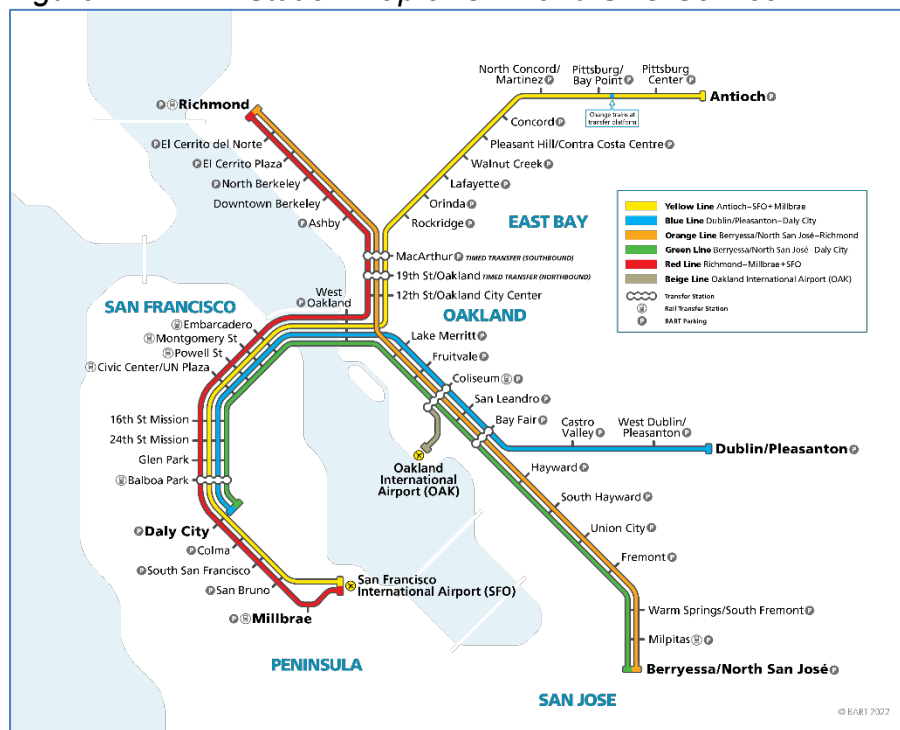 North Concord/
Martinez P
Pittsburg/
Bay Point P
Pittsburg
Center P
Antioch P
Change trains at
transfer platform
P Richmond
Concord P
P El Cerrito del Norte
Pleasant Hill/Contra Costa Centre P
P El Cerrito Plaza
Walnut Creek P
P North Berkeley
Lafayette P
Downtown Berkeley
Orinda P
P Ashby
Rockridge P
EAST BAY
Yellow Line Antioch–SFO+Millbrae
Blue Line Dublin/Pleasanton–Daly City
Orange Line Berryessa/North San José–Richmond
Green Line Berryessa/North San José Daly City
Red Line Richmond–Millbrae+SFO
Beige Line Oakland International Airport (OAK)
Transfer Station
Rail Transfer Station
P BART Parking
MacArthur P TIMED TRANSFER (SOUTHBOUND)
19th St/Oakland TIMED TRANSFER (NORTHBOUND)
12th St/Oakland City Center
West
P Oakland
SAN FRANCISCO
OAKLAND
Embarcadero
Montgomery St
Powell St
Civic Center/UN Plaza
Lake Merritt P
Fruitvale P
Coliseum P
San Leandro P
Bay Fair P
Castro
Valley P
West Dublin/
Pleasanton P
Dublin/Pleasanton P
16th St Mission
24th St Mission
Glen Park
Balboa Park
Oakland
International
Airport (OAK)
Hayward P
South Hayward P
Union City P
Fremont P
P Daly City
P Colma
P South San Francisco
P San Bruno
San Francisco
International Airport (SFO)
P Millbrae
Warm Springs/South Fremont P
Milpitas P
Berryessa/North San José P
PENINSULA
SAN JOSE
© BART 2022